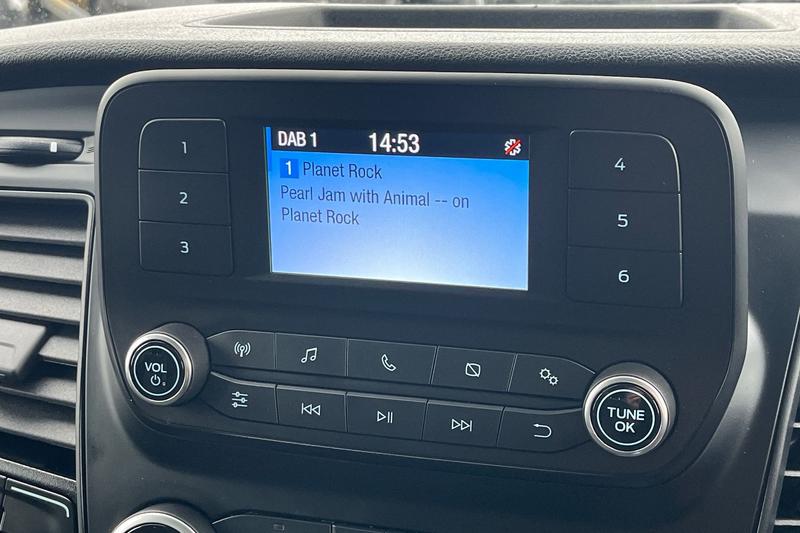 DAB 1 14:53
1 Planet Rock
Pearl Jam with Animal -- on
Planet Rock
1
2
3
4
5
6
VOL
TUNE
OK